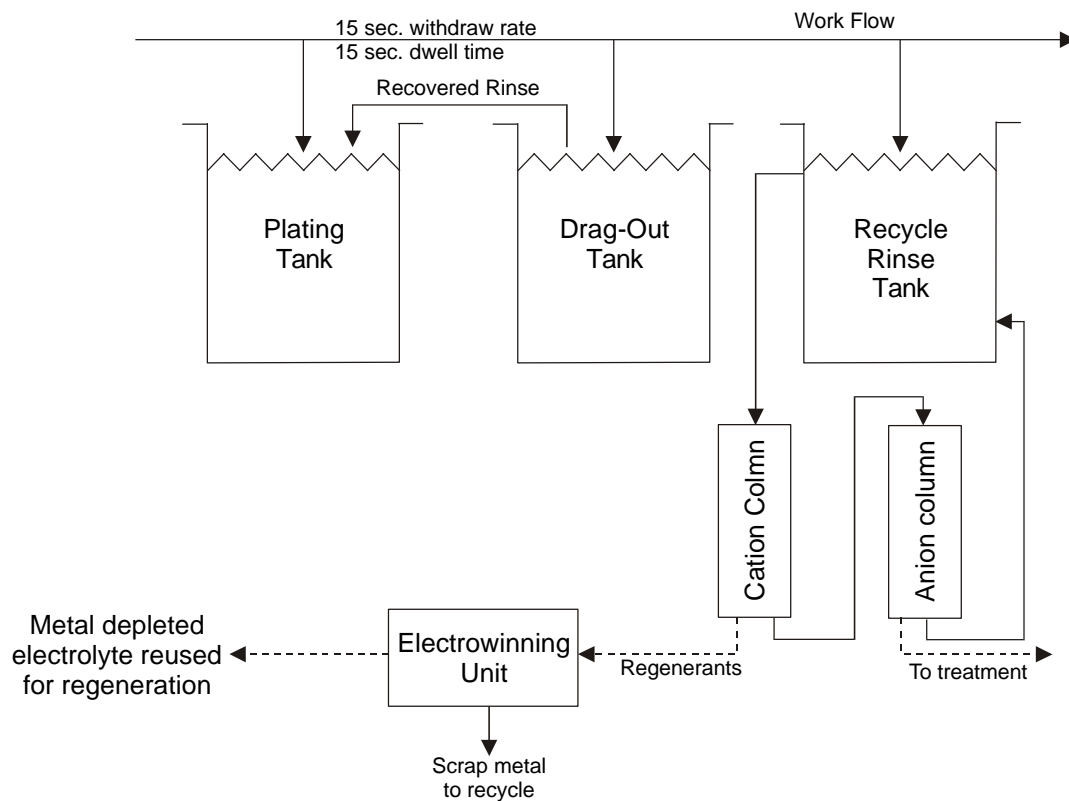 15 sec. withdraw rate
Work Flow
15 sec. dwell time
Recovered Rinse
Plating
Tank
Drag-Out
Tank
Recycle
Rinse
Tank
Cation Colmn
Anion column
Metal depleted
electrolyte reused
for regeneration
Electrowinning
Unit
Regenerants
To treatment
Scrap metal
to recycle